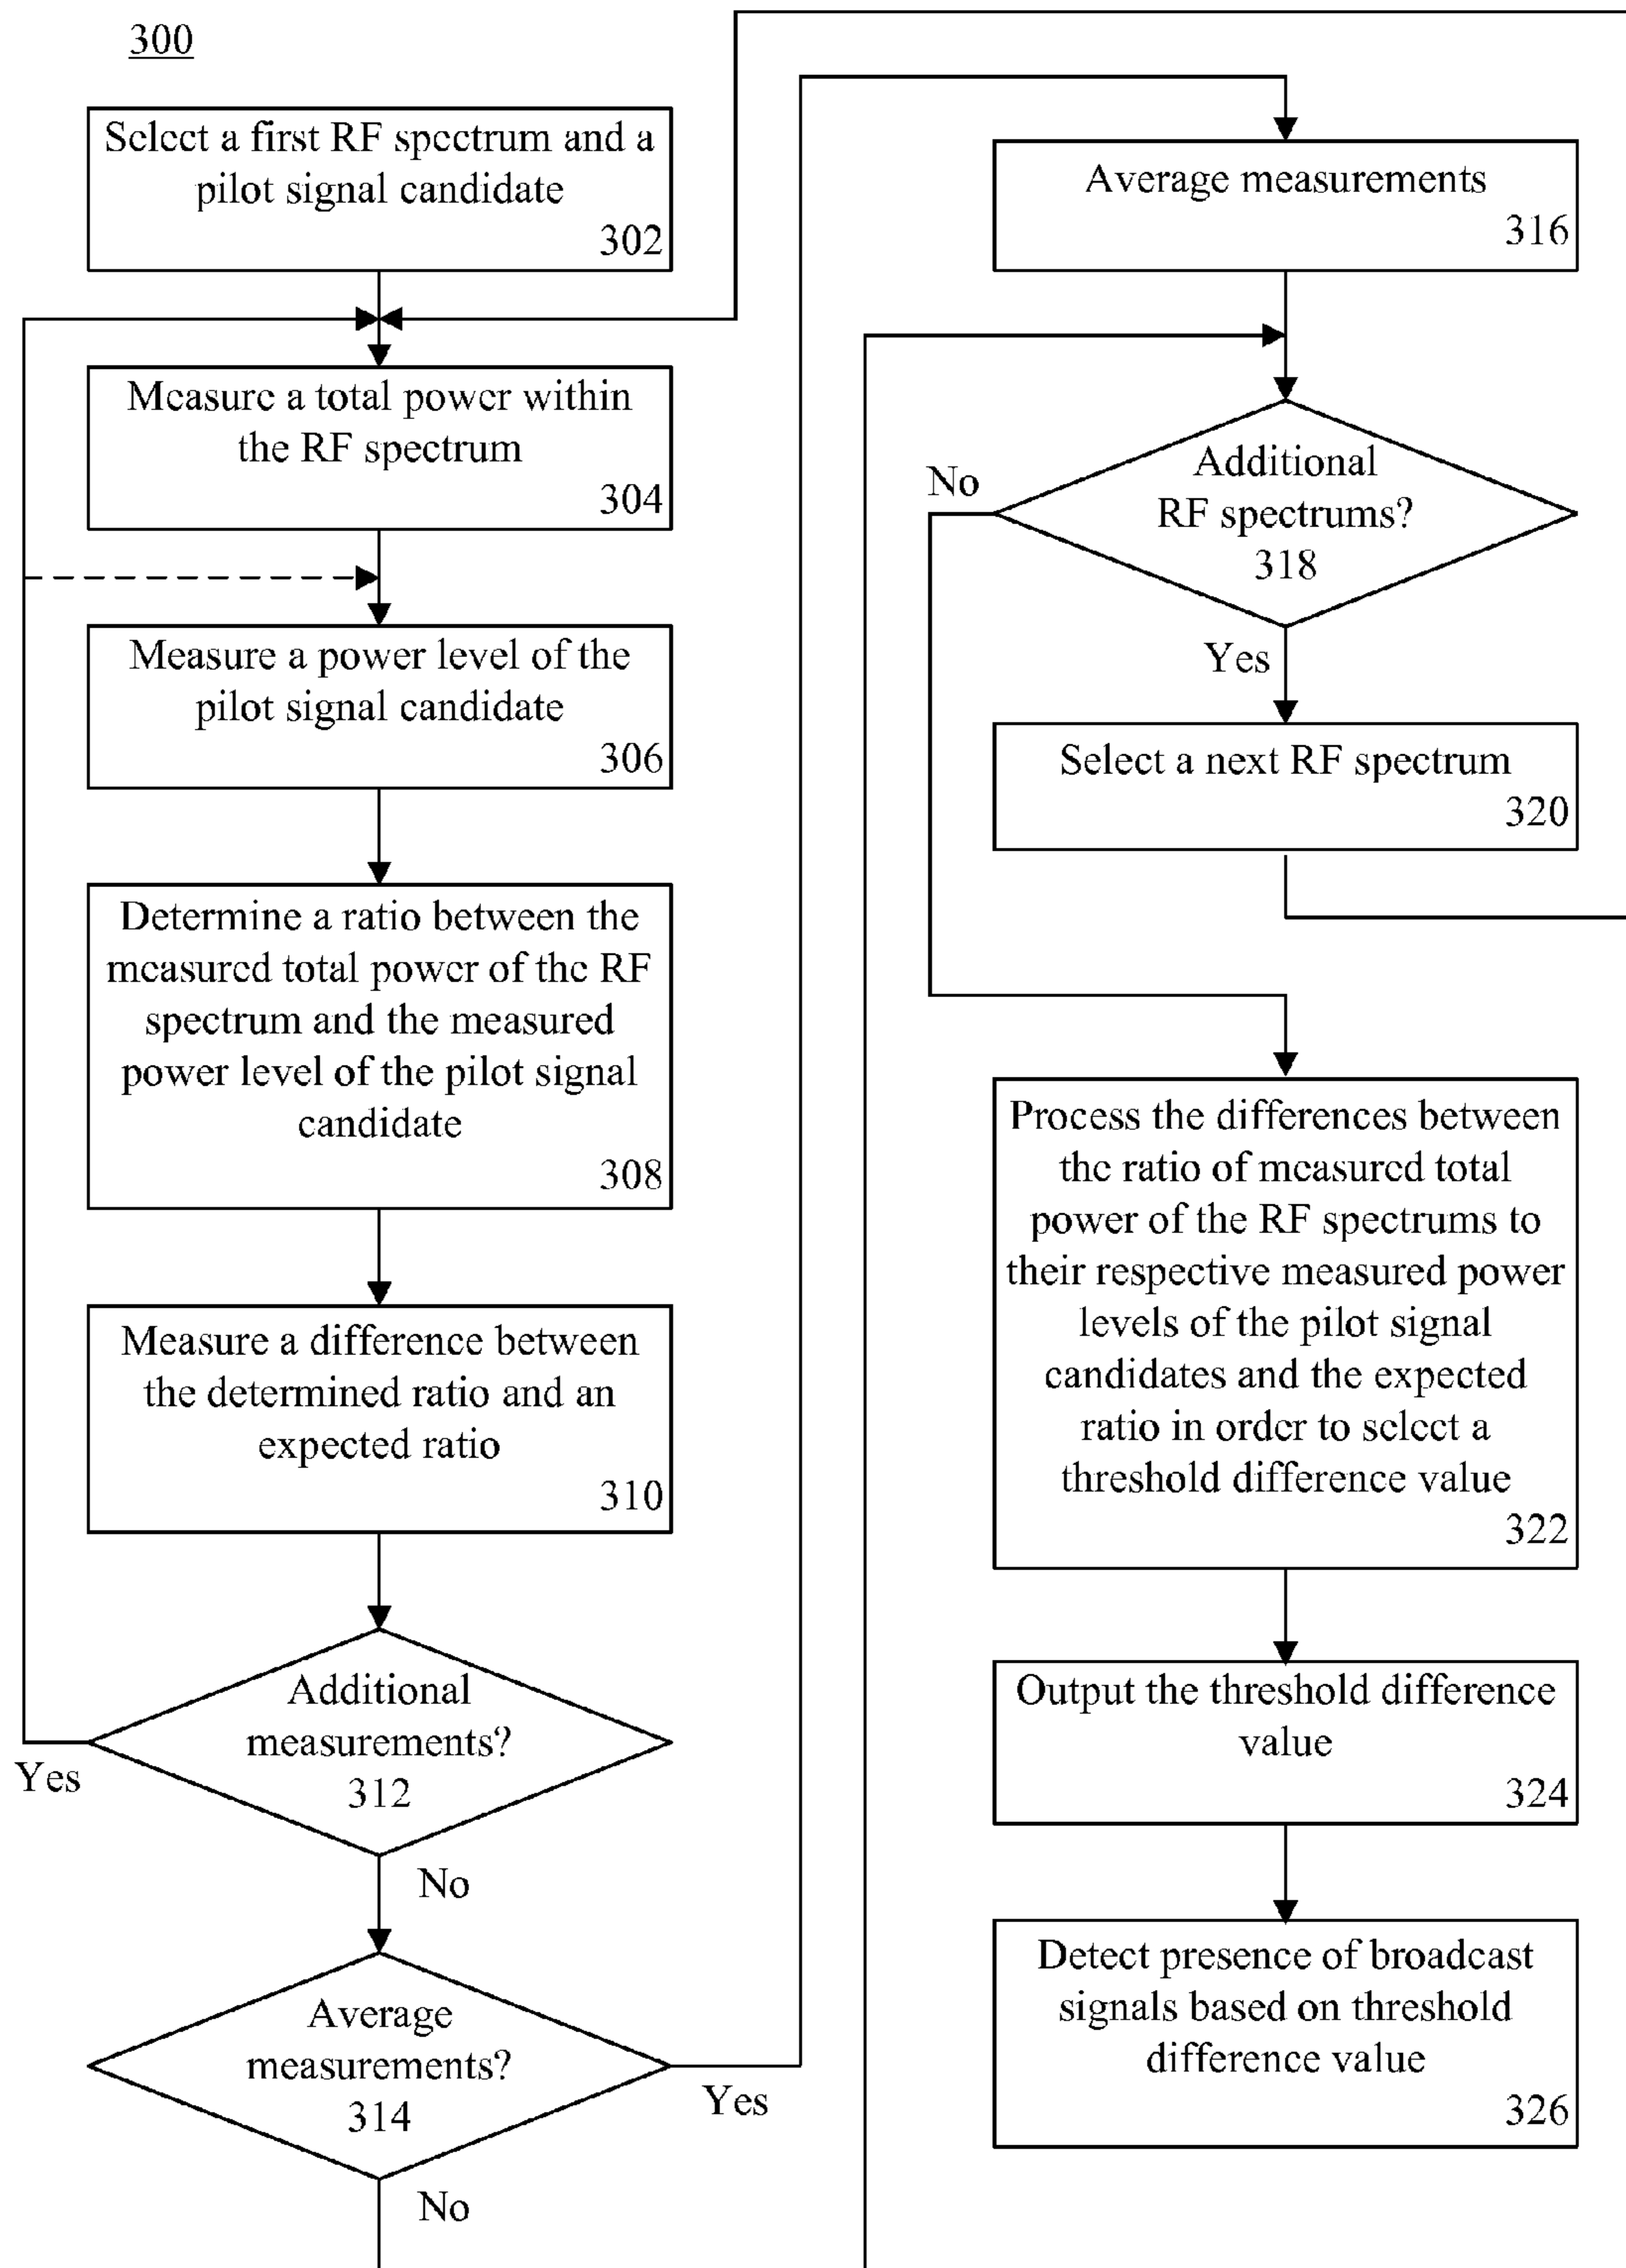 300
Select a first RF spectrum and a
pilot signal candidate
302
Measure a total power within
the RF spectrum
304
Measure a power level of the
pilot signal candidate
306
Determine a ratio between the
measured total power of the RF
spectrum and the measured
power level of the pilot signal
candidate
308
Measure a difference between
the determined ratio and an
expected ratio
310
Additional
measurements?
312
Yes
No
Average
measurements?
314
Yes
No
Average measurements
316
Additional
RF spectrums?
318
No
Yes
Select a next RF spectrum
320
Process the differences between
the ratio of measured total
power of the RF spectrums to
their respective measured power
levels of the pilot signal
candidates and the expected
ratio in order to select a
threshold difference value
322
Output the threshold difference
value
324
Detect presence of broadcast
signals based on threshold
difference value
326